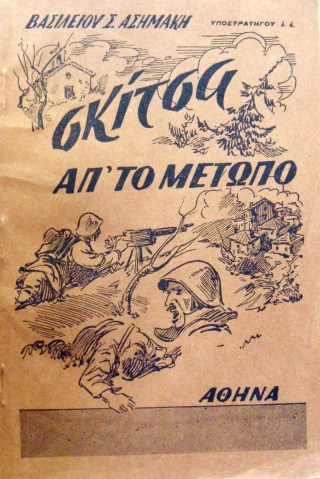 ΒΑΣΙΛΕΙΟΥ Σ. ΑΣΗΜΑΚΗ
ΥΠΟΣΤΡΑΤΗΓΟΥ ἐ. ἀ.
σκίτσα
ΑΠ' ΤΟ ΜΕΤΩΠΟ
ΑΘΗΝΑ